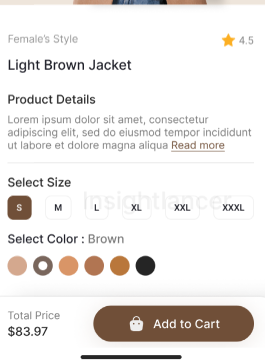 Female's Style
4.5
Light Brown Jacket
Product Details
Lorem ipsum dolor sit amet, consectetur
adipiscing elit, sed do eiusmod tempor incididunt
ut labore et dolore magna aliqua Read more
Select Size
Insightlancer
S M L XL XXL XXXL
Select Color : Brown
Total Price
$83.97
Add to Cart